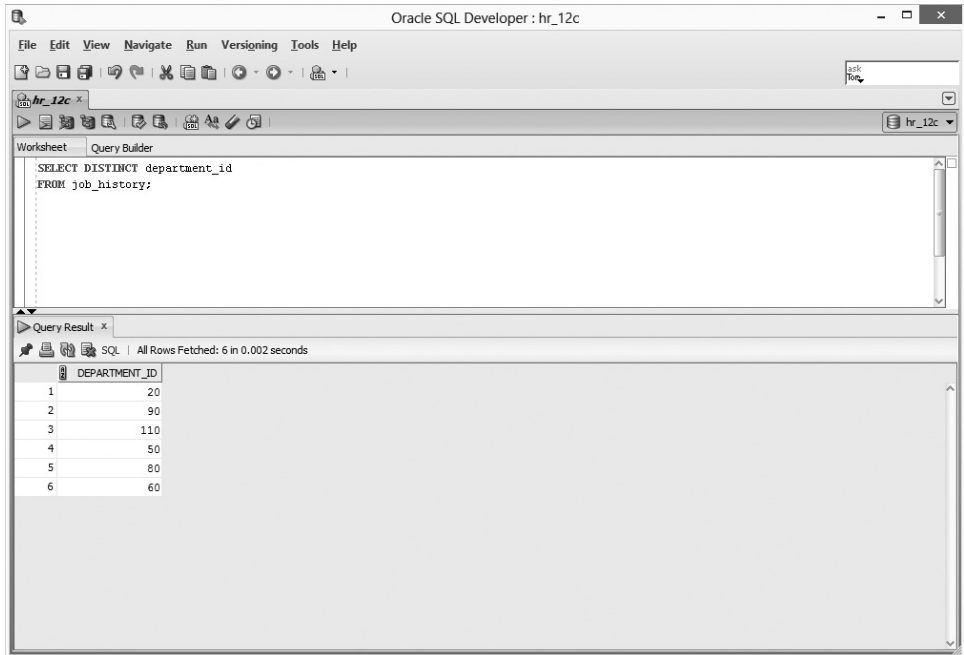 Oracle SQL Developer : hr_12c
File Edit View Navigate Run Versioning Tools Help
ask
Tom
SQL hr_12c x
hr_12c
Worksheet Query Builder
SELECT DISTINCT department_id
FROM job_history;
Query Result x
SQL | All Rows Fetched: 6 in 0.002 seconds
DEPARTMENT_ID
1 20
2 90
3 110
4 50
5 80
6 60